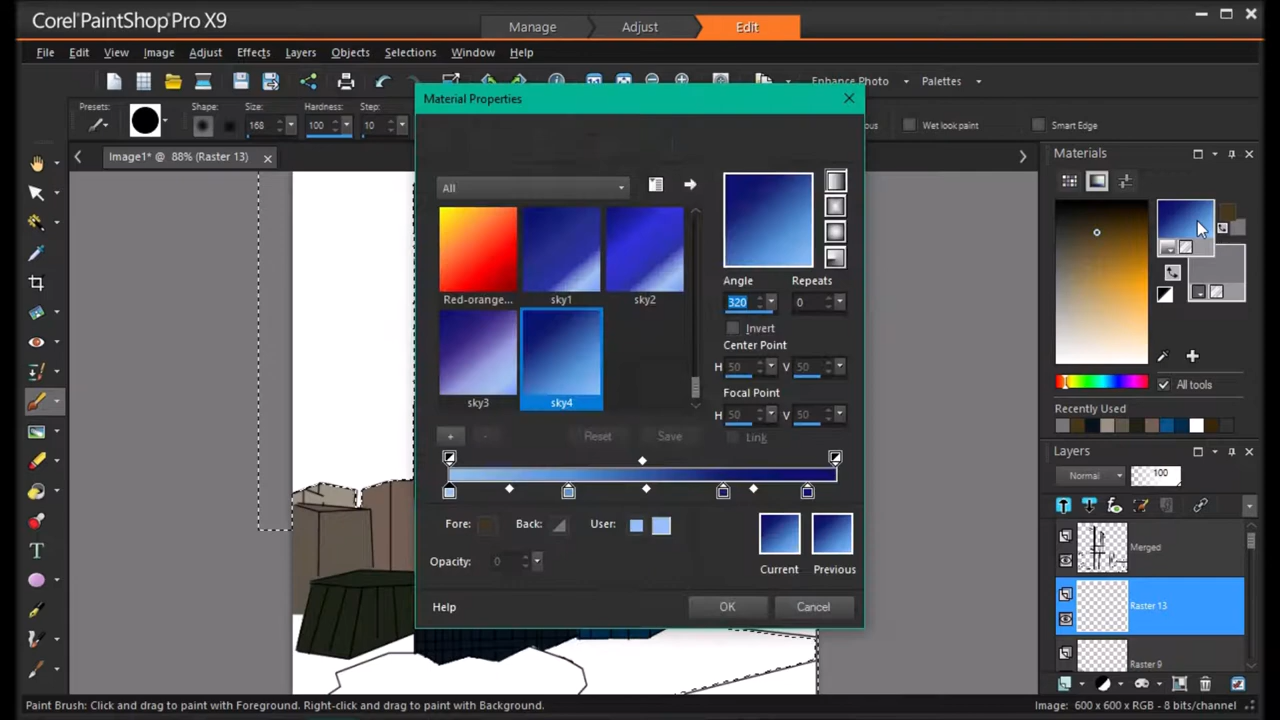 Corel PaintShop Pro X9
Manage Adjust Edit
File Edit View Image Adjust Effects Layers Objects Selections Window Help
Enhance Photo Palettes
Material Properties
Presets: Shape: Size: Hardness: Step:
168 100 10
Wet look paint Smart Edge
Image1* @ 88% (Raster 13)
Materials
All
Angle Repeats
320 0
Red-orange... sky1 sky2
Invert
Center Point
H 50 V 50
Focal Point
H 50 V 50
Link
sky3 sky4
+ - Reset Save
All tools
Recently Used
Layers
Normal 100
Fore: Back: User:
Opacity: 0
Current Previous
Help OK Cancel
Merged
Raster 13
Raster 9
Paint Brush: Click and drag to paint with Foreground. Right-click and drag to paint with Background.
Image: 600 x 600 x RGB - 8 bits/channel